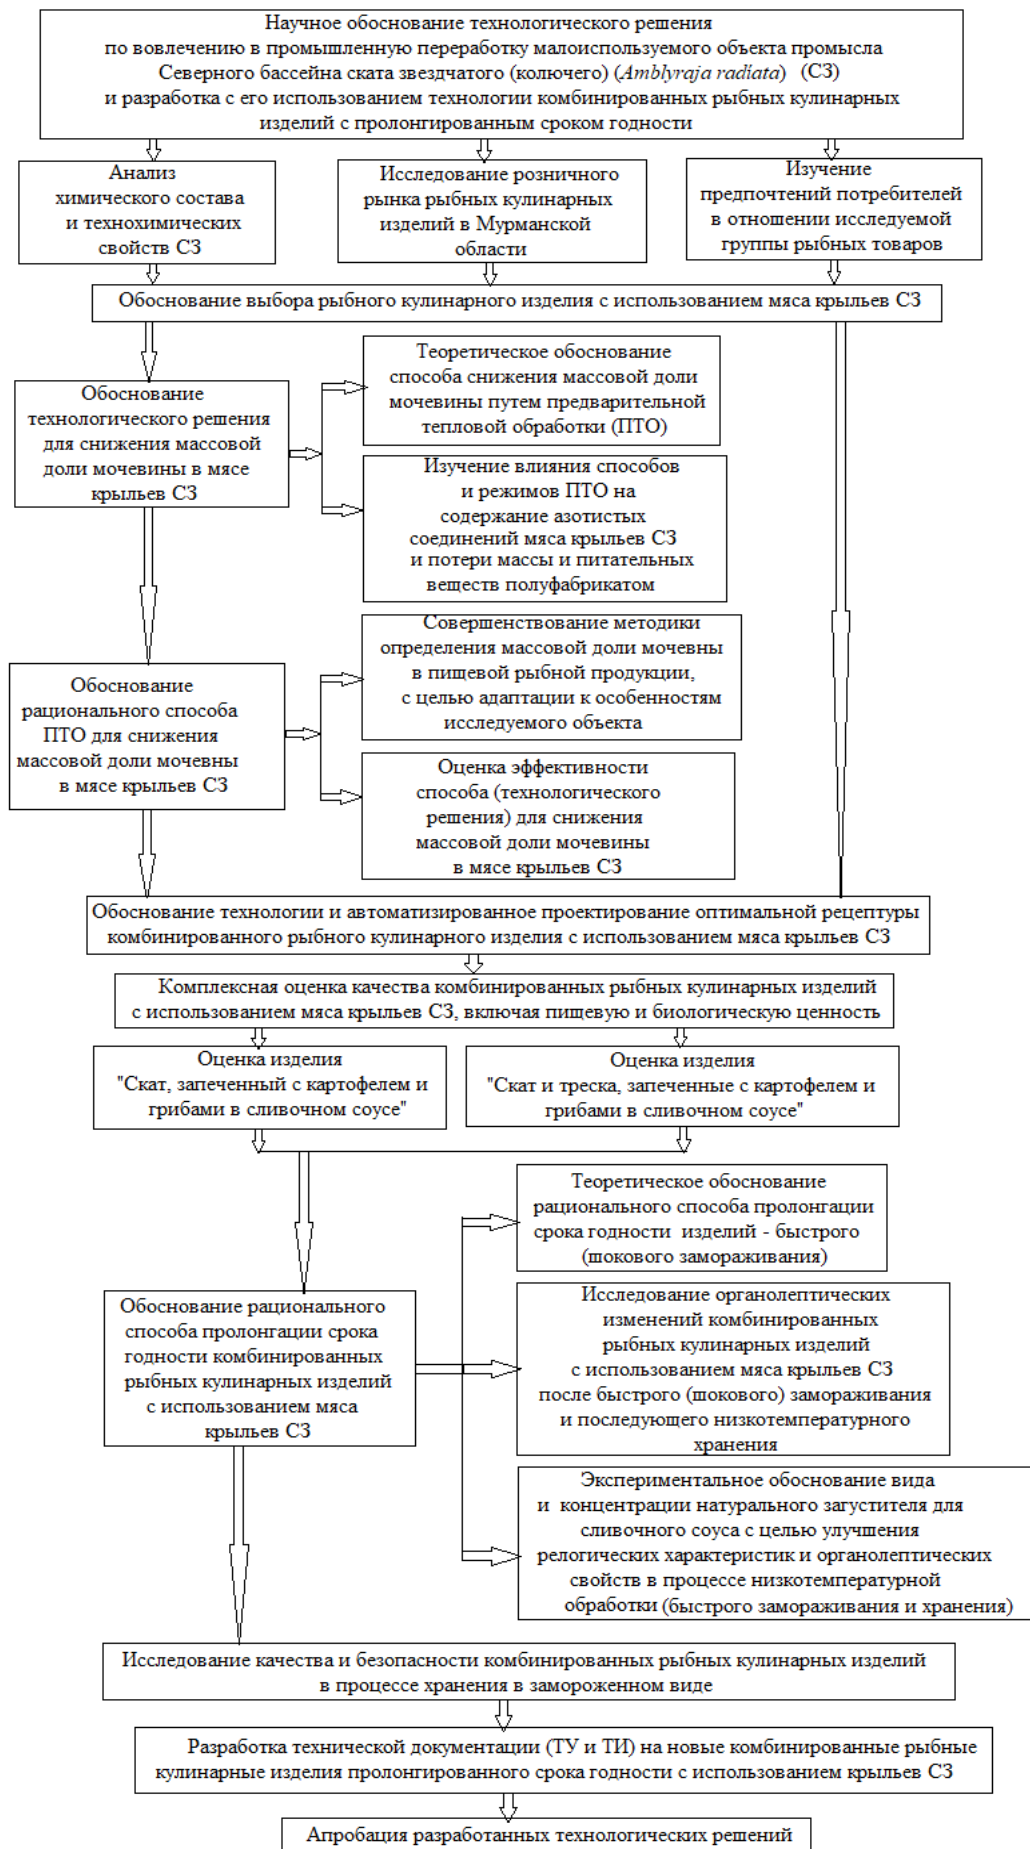 Научное обоснование технологического решения
по вовлечению в промышленную переработку малоиспользуемого объекта промысла
Северного бассейна ската звездчатого (колючего) (Amblyraja radiata) (СЗ)
и разработка с его использованием технологии комбинированных рыбных кулинарных
изделий с пролонгированным сроком годности
Анализ
химического состава
и технохимических
свойств СЗ
Исследование розничного
рынка рыбных кулинарных
изделий в Мурманской
области
Изучение
предпочтений потребителей
в отношении исследуемой
группы рыбных товаров
Обоснование выбора рыбного кулинарного изделия с использованием мяса крыльев СЗ
Обоснование
технологического решения
для снижения массовой
доли мочевины в мясе
крыльев СЗ
Теоретическое обоснование
способа снижения массовой доли
мочевины путем предварительной
тепловой обработки (ПТО)
Изучение влияния способов
и режимов ПТО на
содержание азотистых
соединений мяса крыльев СЗ
и потери массы и питательных
веществ полуфабрикатом
Обоснование
рационального способа
ПТО для снижения
массовой доли мочевны
в мясе крыльев СЗ
Совершенствование методики
определения массовой доли мочевны
в пищевой рыбной продукции,
с целью адаптации к особенностям
исследуемого объекта
Оценка эффективности
способа (технологического
решения) для снижения
массовой доли мочевины
в мясе крыльев СЗ
Обоснование технологии и автоматизированное проектирование оптимальной рецептуры
комбинированного рыбного кулинарного изделия с использованием мяса крыльев СЗ
Комплексная оценка качества комбинированных рыбных кулинарных изделий
с использованием мяса крыльев СЗ, включая пищевую и биологическую ценность
Оценка изделия
"Скат, запеченный с картофелем и
грибами в сливочном соусе"
Оценка изделия
"Скат и треска, запеченные с картофелем и
грибами в сливочном соусе"
Обоснование рационального
способа пролонгации срока
годности комбинированных
рыбных кулинарных изделий
с использованием мяса
крыльев СЗ
Теоретическое обоснование
рационального способа пролонгации
срока годности изделий - быстрого
(шокового замораживания)
Исследование органолептических
изменений комбинированных
рыбных кулинарных изделий
с использованием мяса крыльев СЗ
после быстрого (шокового) замораживания
и последующего низкотемпературного
хранения
Экспериментальное обоснование вида
и концентрации натурального загустителя для
сливочного соуса с целью улучшения
релогических характеристик и органолептических
свойств в процессе низкотемпературной
обработки (быстрого замораживания и хранения)
Исследование качества и безопасности комбинированных рыбных кулинарных изделий
в процессе хранения в замороженном виде
Разработка технической документации (ТУ и ТИ) на новые комбинированные рыбные
кулинарные изделия пролонгированного срока годности с использованием крыльев СЗ
Апробация разработанных технологических решений